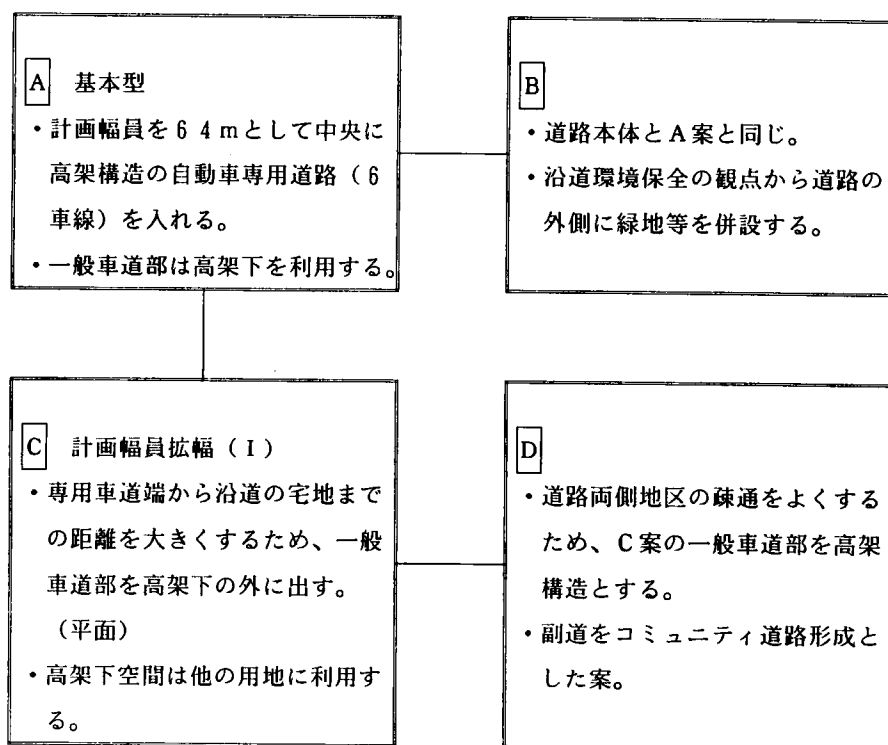 A 基本型
・計画幅員を64mとして中央に
高架構造の自動車専用道路（6
車線）を入れる。
・一般車道部は高架下を利用する。
B
・道路本体とA案と同じ。
・沿道環境保全の観点から道路の
外側に緑地等を併設する。
C 計画幅員拡幅（I）
・専用車道端から沿道の宅地まで
の距離を大きくするため、一般
車道部を高架下の外に出す。
（平面）
・高架下空間は他の用地に利用す
る。
D
・道路両側地区の疎通をよくする
ため、C案の一般車道部を高架
構造とする。
・副道をコミュニティ道路形成と
した案。